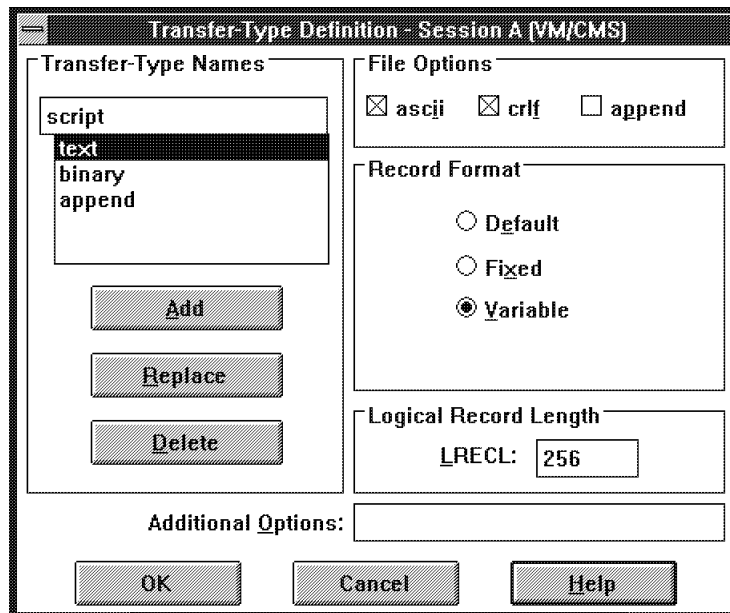 Transfer-Type Definition - Session A (VM/CMS)
Transfer-Type Names
script
text
binary
append
Add
Replace
Delete
File Options
ascii crlf append
Record Format
Default
Fixed
Variable
Logical Record Length
LRECL: 256
Additional Options:
OK Cancel Help